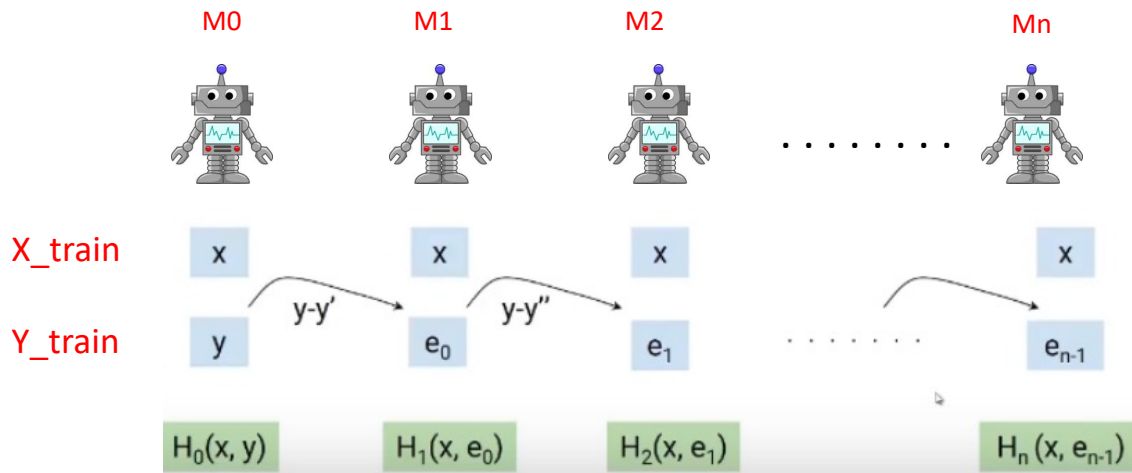 M0 M1 M2 Mn
. . . . . . . .
X_train x x x x
y-y' y-y"
Y_train y e₀ e₁ . . . . . . . eₙ₋₁
H₀(x, y) H₁(x, e₀) H₂(x, e₁) Hₙ(x, eₙ₋₁)